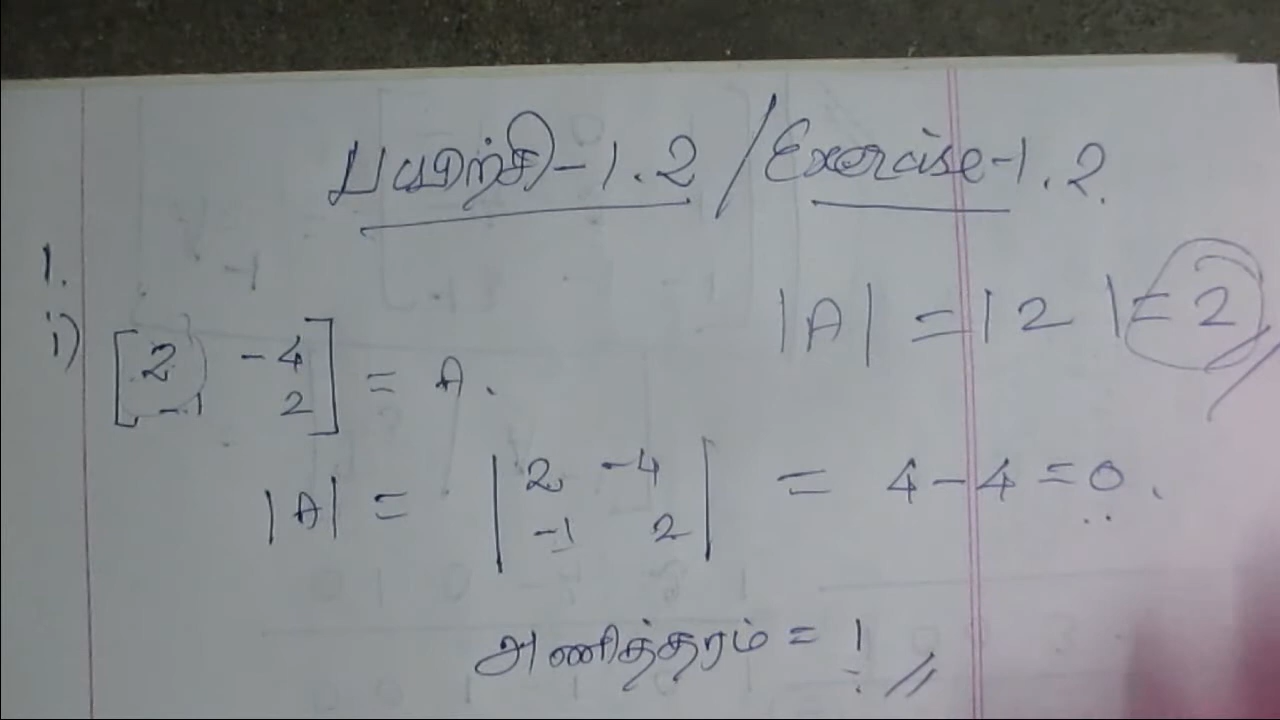 பயிற்சி - 1.2 / Exercise - 1.2.
1.
i) [2 -4
-1 2] = A.
|A| = |2| = 2 //
|A| = |2 -4
-1 2| = 4 - 4 = 0.
அணித்தரம் = 1 //